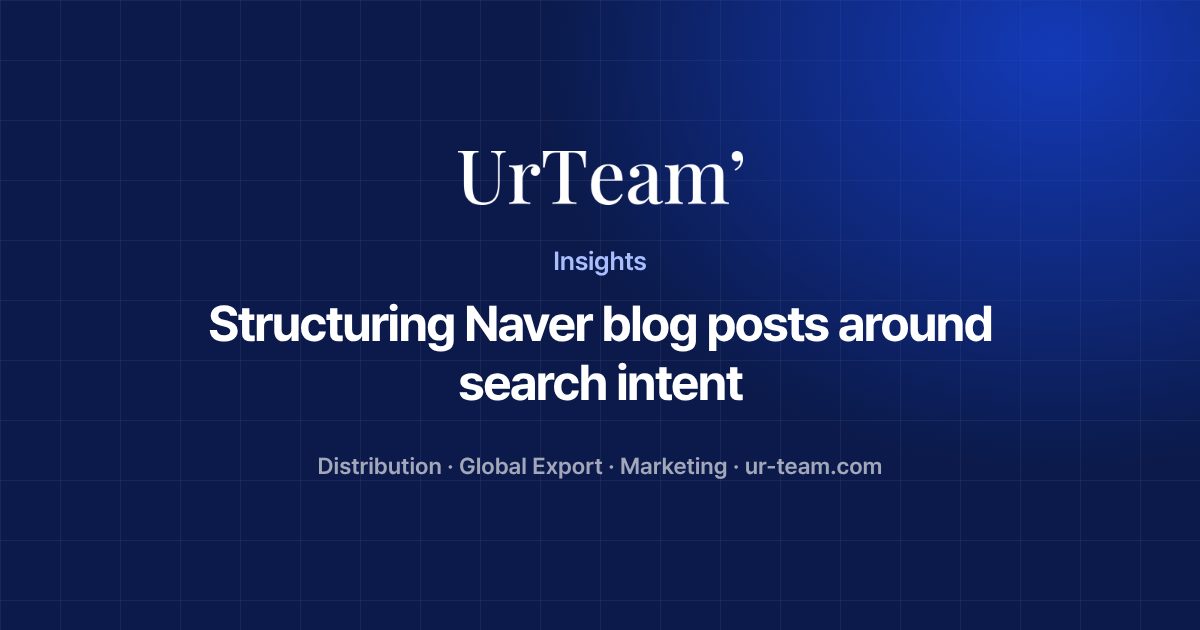 UrTeam’
Insights
Structuring Naver blog posts around
search intent
Distribution · Global Export · Marketing · ur-team.com